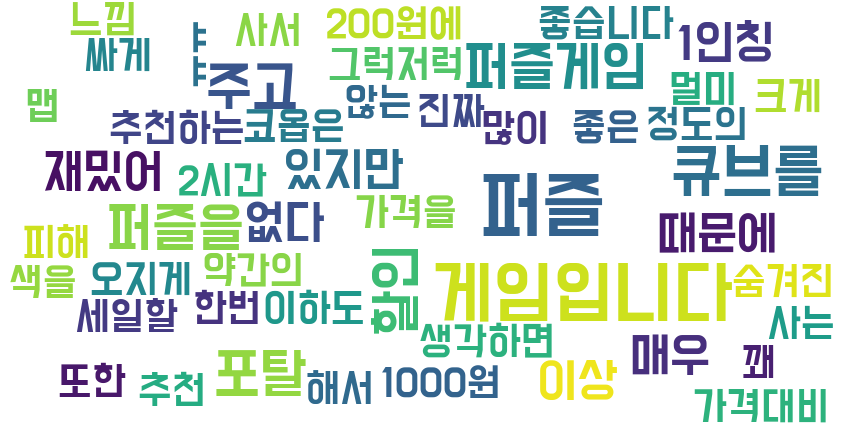 느낌
싸게
ㅑㅑ
사서
200원에
좋습니다
1인칭
주고
그럭저럭
퍼즐게임
멀미
크게
맵
추천하는
코옵은
않는
진짜
많이
좋은
정도의
재밌어
2시간
있지만
퍼즐
큐브를
퍼즐을
없다
가격을
때문에
피해
색을
오지게
약간의
할인
게임입니다
숨겨진
세일할
한번
이하도
생각하면
매우
꽤
사는
또한
추천
포탈
해서
1000원
이상
가격대비